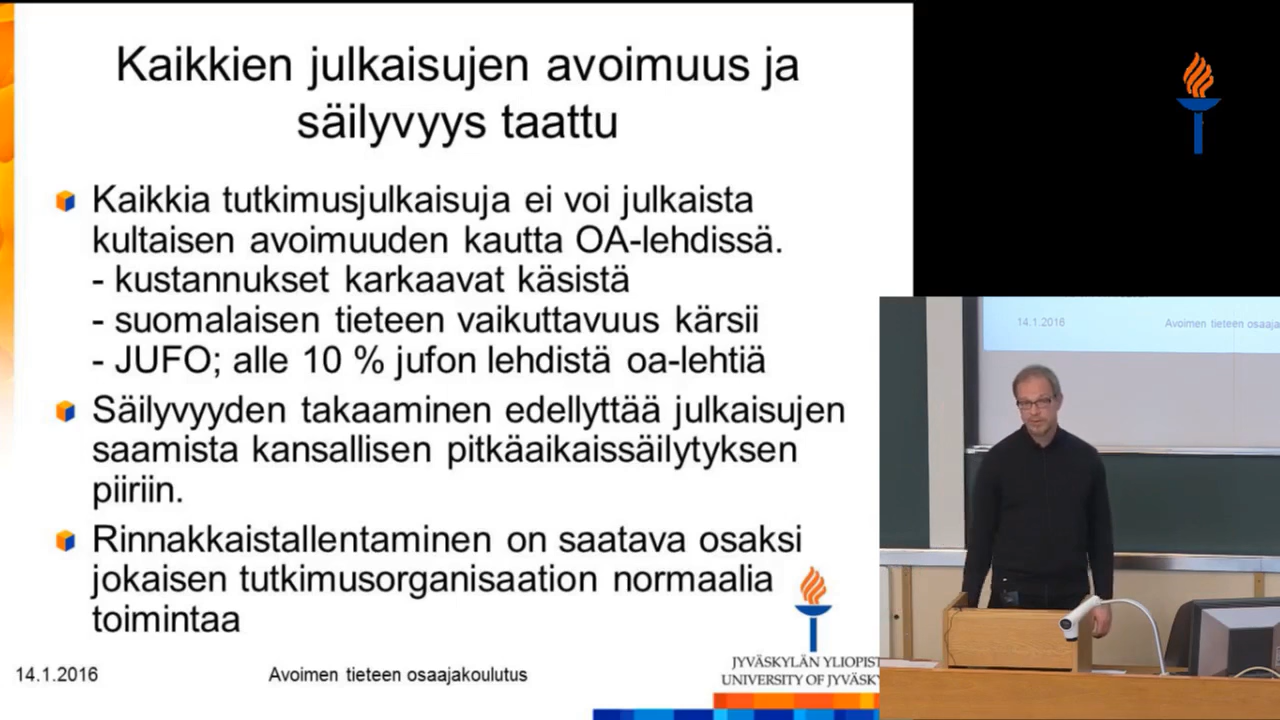 Kaikkien julkaisujen avoimuus ja
säilyvyys taattu
Kaikkia tutkimusjulkaisuja ei voi julkaista
kultaisen avoimuuden kautta OA-lehdissä.
- kustannukset karkaavat käsistä
- suomalaisen tieteen vaikuttavuus kärsii
- JUFO; alle 10 % jufon lehdistä oa-lehtiä
Säilyvyyden takaaminen edellyttää julkaisujen
saamista kansallisen pitkäaikaissäilytyksen
piiriin.
Rinnakkaistallentaminen on saatava osaksi
jokaisen tutkimusorganisaation normaalia
toimintaa
14.1.2016
Avoimen tieteen osaajakoulutus
JYVÄSKYLÄN YLIOPIST
UNIVERSITY OF JYVÄSKY
14.1.2016
Avoimen tieteen osaaja